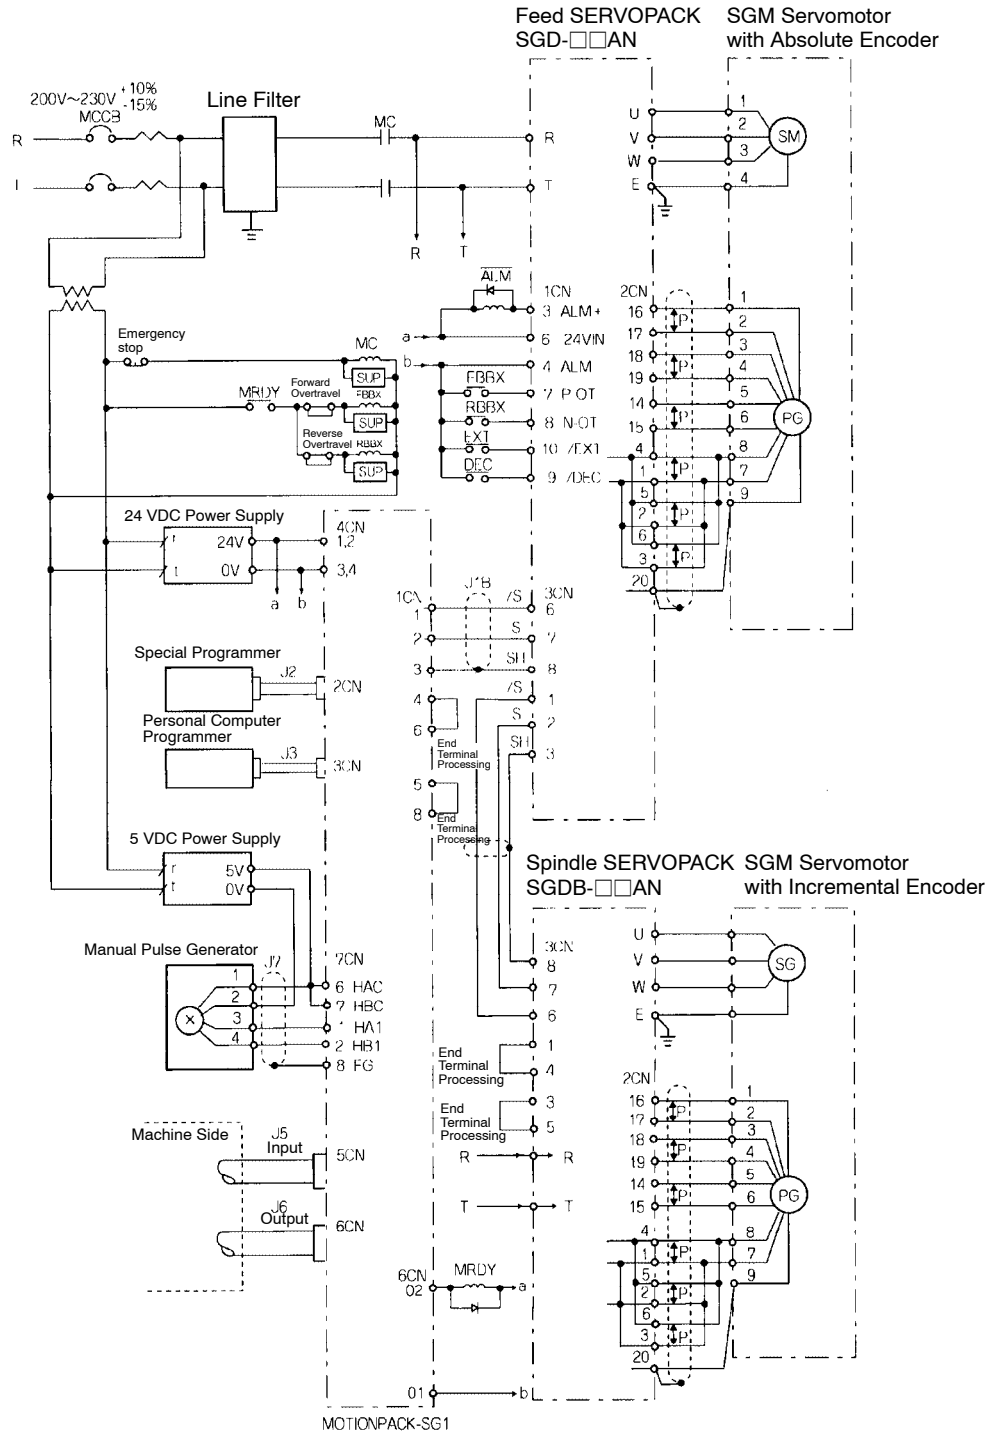 Feed SERVOPACK
SGD-□□AN
SGM Servomotor
with Absolute Encoder
200V~230V +10%
-15%
MCCB
Line Filter
MC
R
R
T
R
T
U
V
W
E
1
2
3
4
SM
ALM
1CN
3 ALM+
a
6 24VIN
b
4 ALM
FBBX
7 P-OT
RBBX
8 N-OT
EXT
10 /EXT
DEC
9 /DEC
2CN
16
17
18
19
14
15
4
1
5
2
6
3
20
P
P
P
P
P
P
1
2
3
4
5
6
8
7
9
PG
Emergency
stop
MC
SUP
MRDY
Forward
Overtravel
FBBX
SUP
Reverse
Overtravel
RBBX
SUP
24 VDC Power Supply
r
24V
t
0V
a
b
4CN
1,2
3,4
1CN
1
2
3
4
6
5
8
J1B
/S
S
SH
/S
S
SH
3CN
6
7
8
1
2
3
End
Terminal
Processing
End
Terminal
Processing
Special Programmer
J2
2CN
Personal Computer
Programmer
J3
3CN
5 VDC Power Supply
r
5V
t
0V
Spindle SERVOPACK
SGDB-□□AN
SGM Servomotor
with Incremental Encoder
Manual Pulse Generator
1
2
3
4
J7
7CN
6 HAC
7 HBC
1 HA1
2 HB1
8 FG
3CN
8
7
6
1
4
3
5
End
Terminal
Processing
End
Terminal
Processing
R
R
T
T
U
V
W
E
SG
2CN
16
17
18
19
14
15
4
1
5
2
6
3
20
P
P
P
P
P
P
1
2
3
4
5
6
8
7
9
PG
Machine Side
J5
Input
5CN
J6
Output
6CN
6CN
02
MRDY
a
01
b
MOTIONPACK-SG1